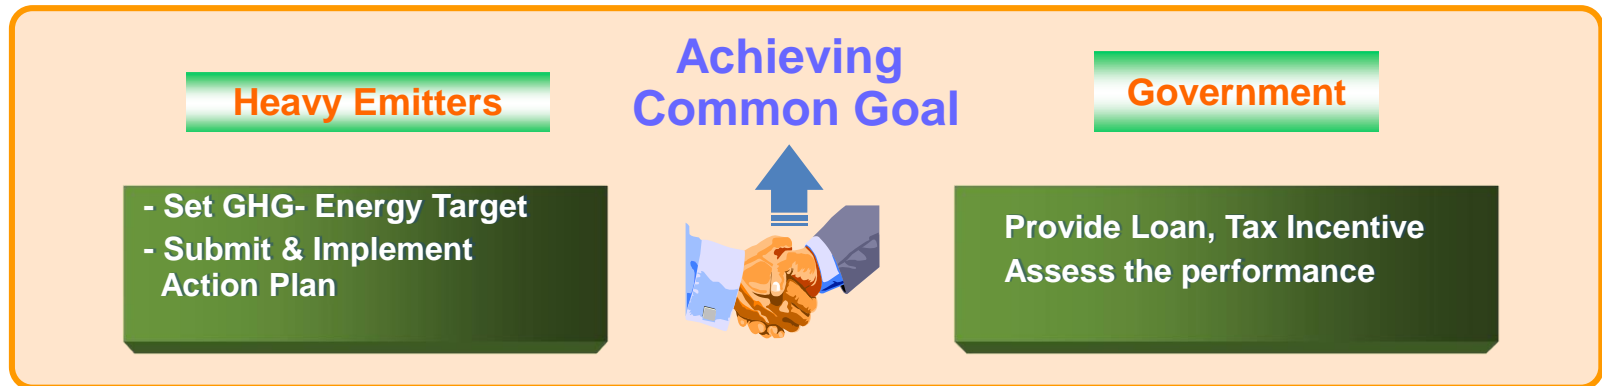 Achieving
Common Goal
Heavy Emitters
Government
- Set GHG- Energy Target
- Submit & Implement
Action Plan
Provide Loan, Tax Incentive
Assess the performance